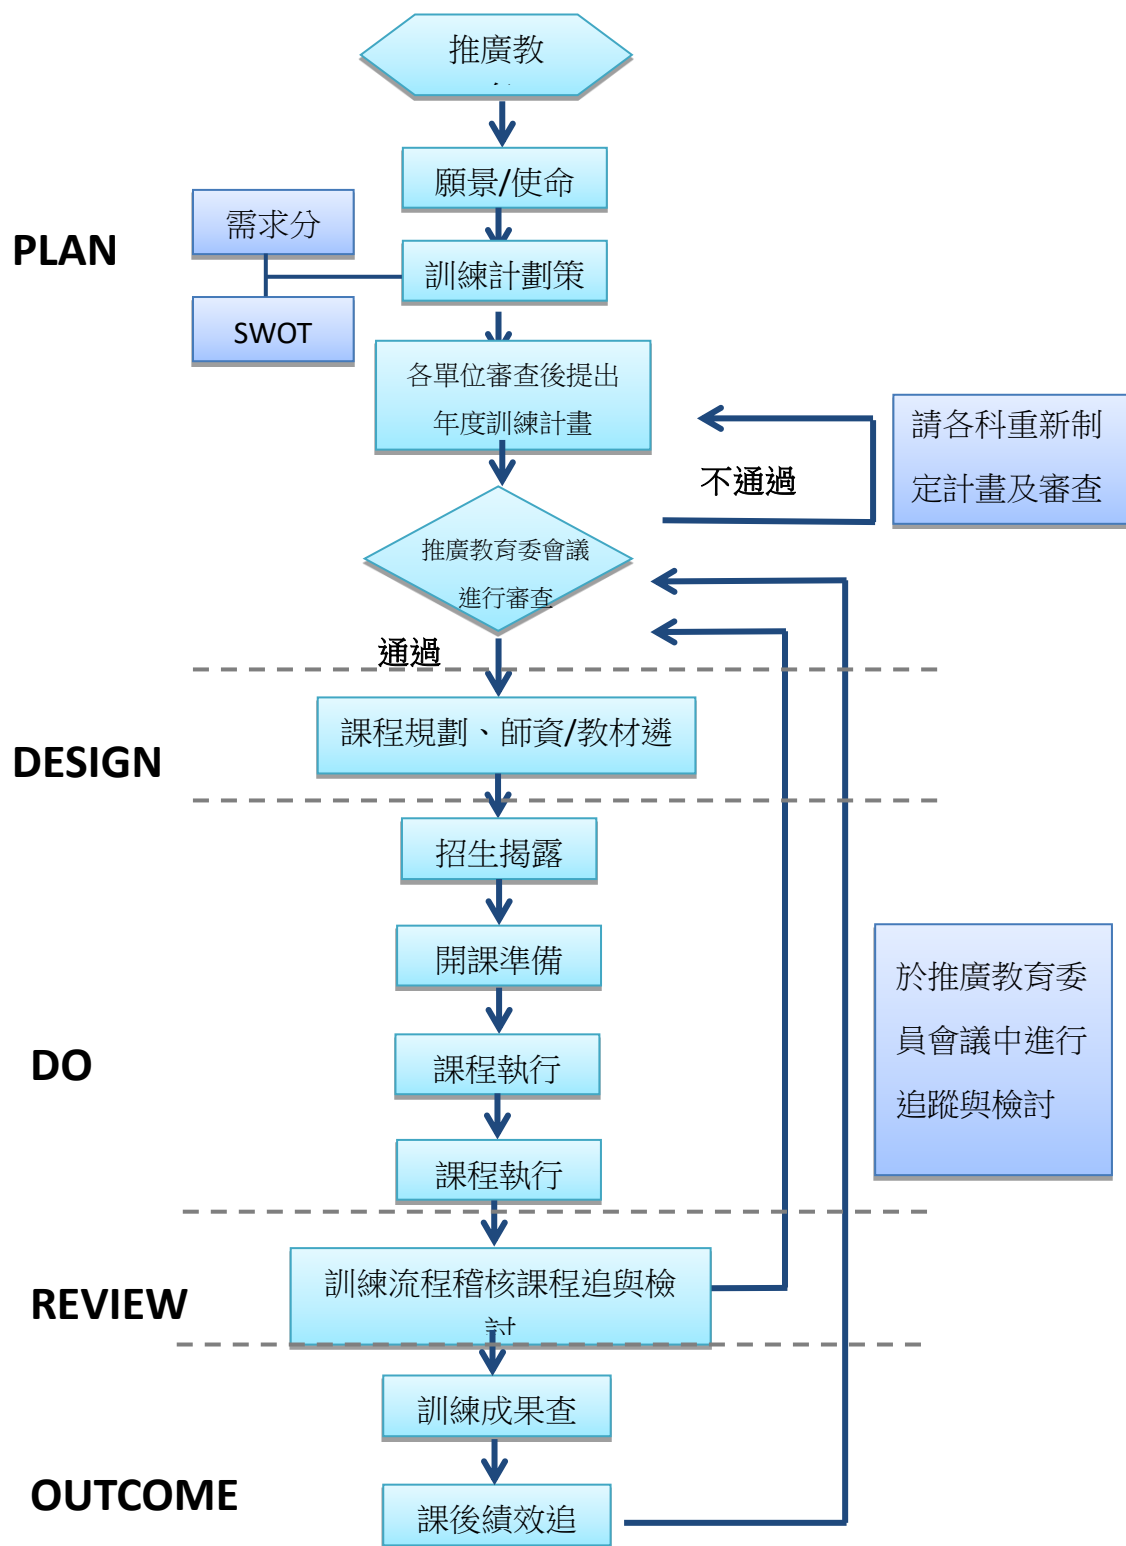 推廣教
願景/使命
需求分
PLAN
訓練計劃策
SWOT
各單位審查後提出
年度訓練計畫
請各科重新制
定計畫及審查
不通過
推廣教育委會議
進行審查
通過
課程規劃、師資/教材遴
DESIGN
招生揭露
開課準備
於推廣教育委
員會議中進行
追蹤與檢討
DO
課程執行
課程執行
訓練流程稽核課程追與檢
討
REVIEW
訓練成果查
OUTCOME
課後績效追